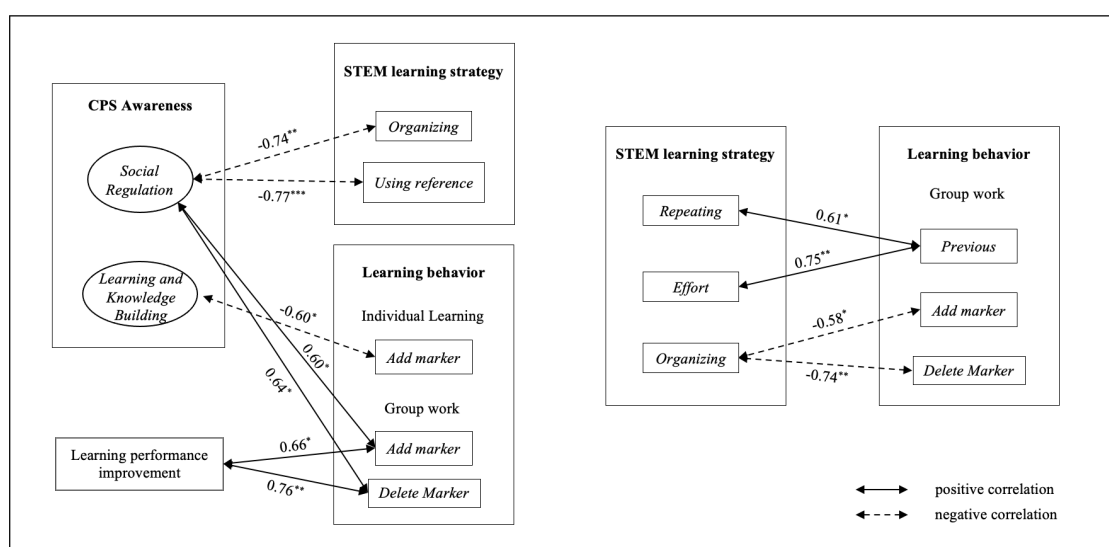 CPS Awareness
Social
Regulation
Learning and
Knowledge
Building
Learning performance
improvement
STEM learning strategy
Organizing
Using reference
-0.74**
-0.77***
Learning behavior
Individual Learning
Add marker
Group work
Add marker
Delete Marker
-0.60*
0.60*
0.64*
0.66*
0.76**
STEM learning strategy
Repeating
Effort
Organizing
0.61*
0.75**
-0.58*
-0.74**
Learning behavior
Group work
Previous
Add marker
Delete Marker
positive correlation
negative correlation